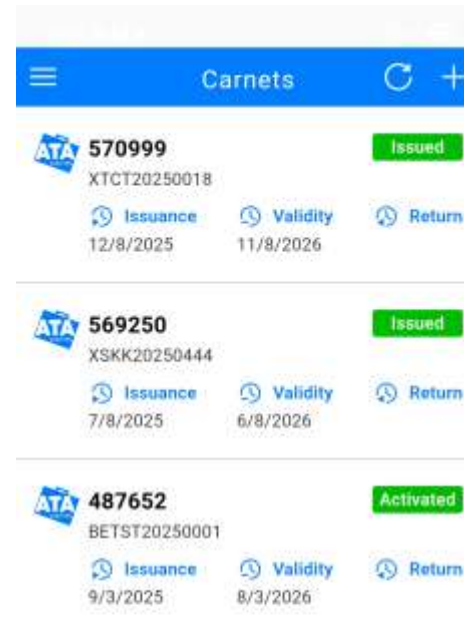 Carnets
ATA 570999 Issued
XTCT20250018
Issuance Validity Return
12/8/2025 11/8/2026
ATA 569250 Issued
XSKK20250444
Issuance Validity Return
7/8/2025 6/8/2026
ATA 487652 Activated
BETST20250001
Issuance Validity Return
9/3/2025 8/3/2026